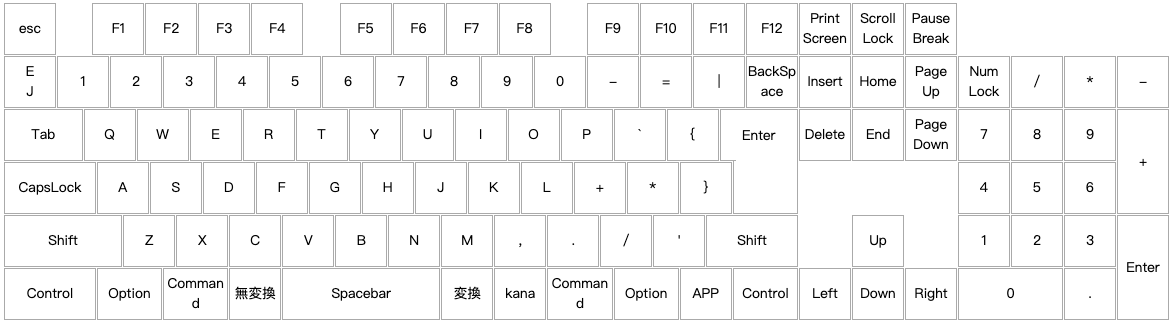 esc F1 F2 F3 F4 F5 F6 F7 F8 F9 F10 F11 F12 Print Screen Scroll Lock Pause Break
E J 1 2 3 4 5 6 7 8 9 0 - = | BackSpace Insert Home Page Up Num Lock / * -
Tab Q W E R T Y U I O P ` { Enter Delete End Page Down 7 8 9 +
CapsLock A S D F G H J K L + * } 4 5 6
Shift Z X C V B N M , . / ' Shift Up 1 2 3 Enter
Control Option Command 無変換 Spacebar 変換 kana Command Option APP Control Left Down Right 0 .